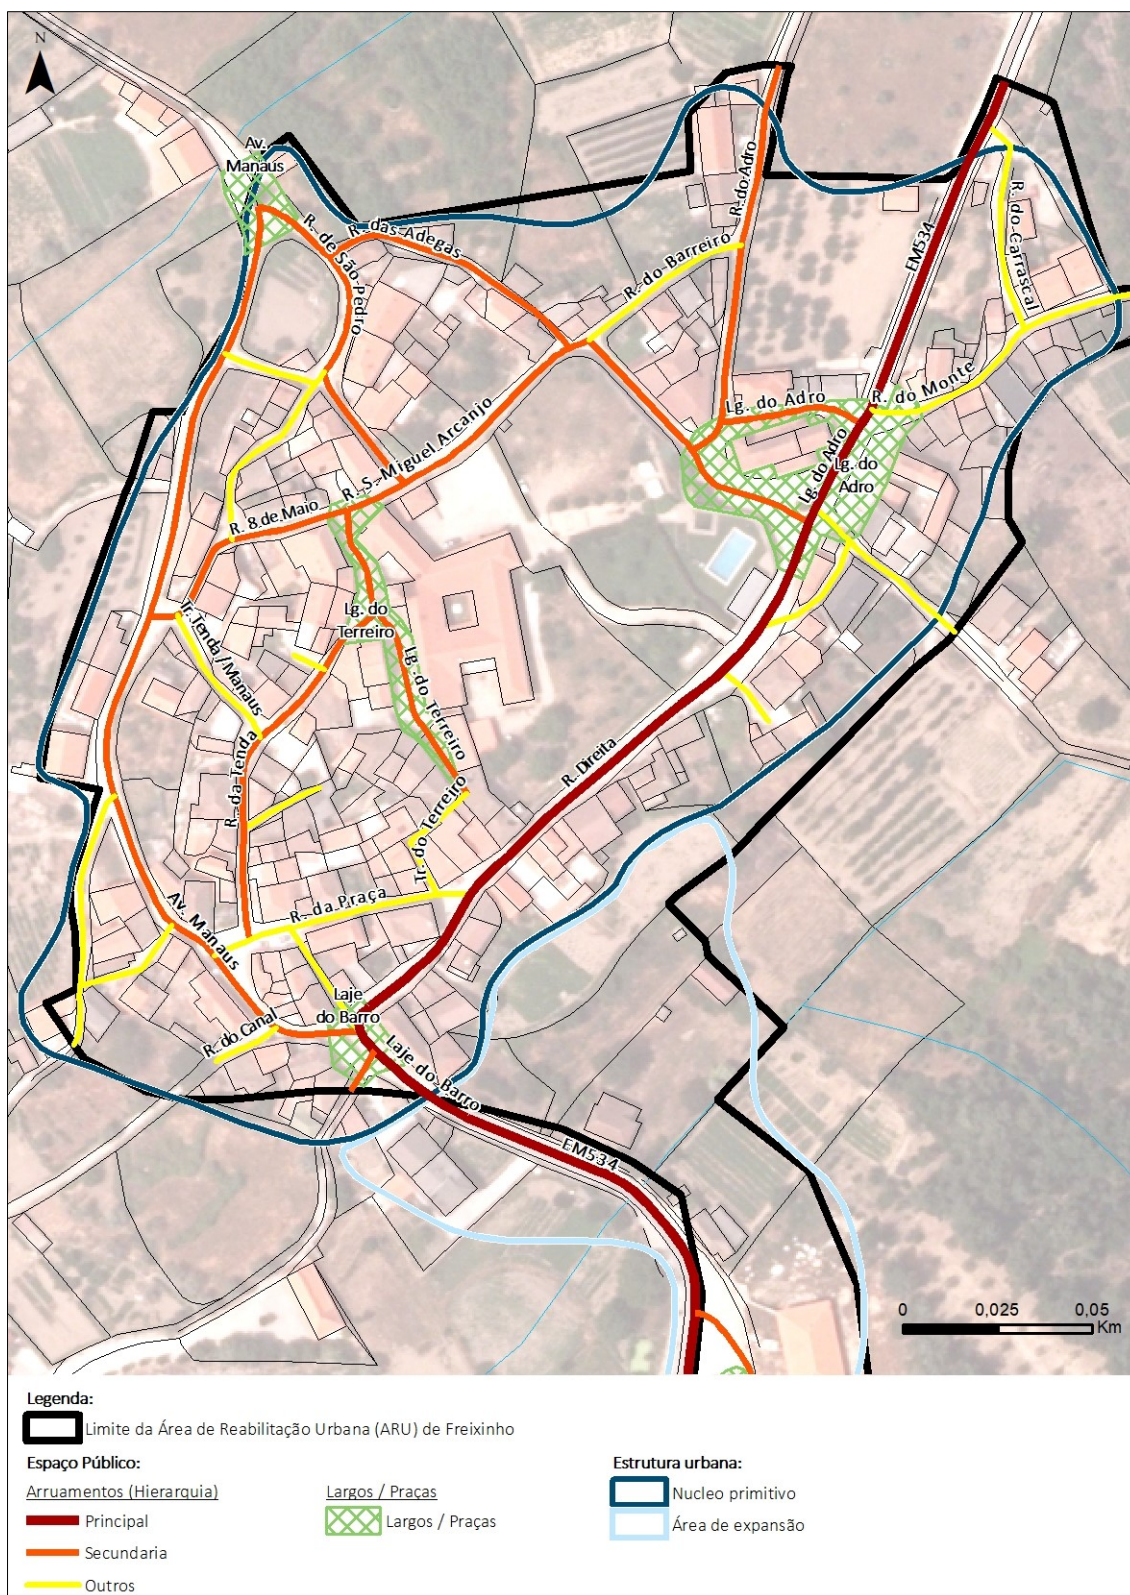 N
Av.
Manaus
R. de São Pedro
R. das Adegas
R. do Adro
R. do Barreiro
EM534
R. do Carrascal
R. do Monte
Lg. do Adro
Lg. do Adro
Lg. do
Adro
R. S. Miguel Arcanjo
R. 8 de Maio
Tr. Tenda / Manaus
Lg. do
Terreiro
Lg. do Terreiro
R. da Tenda
R. Direita
Tr. do Terreiro
R. da Praça
Av. Manaus
Laje
do Barro
R. do Canal
Laje do Barro
EM534
0 0,025 0,05
Km
Legenda:
Limite da Área de Reabilitação Urbana (ARU) de Freixinho
Espaço Público:
Estrutura urbana:
Arruamentos (Hierarquia)
Largos / Praças
Nucleo primitivo
Principal
Largos / Praças
Área de expansão
Secundaria
Outros